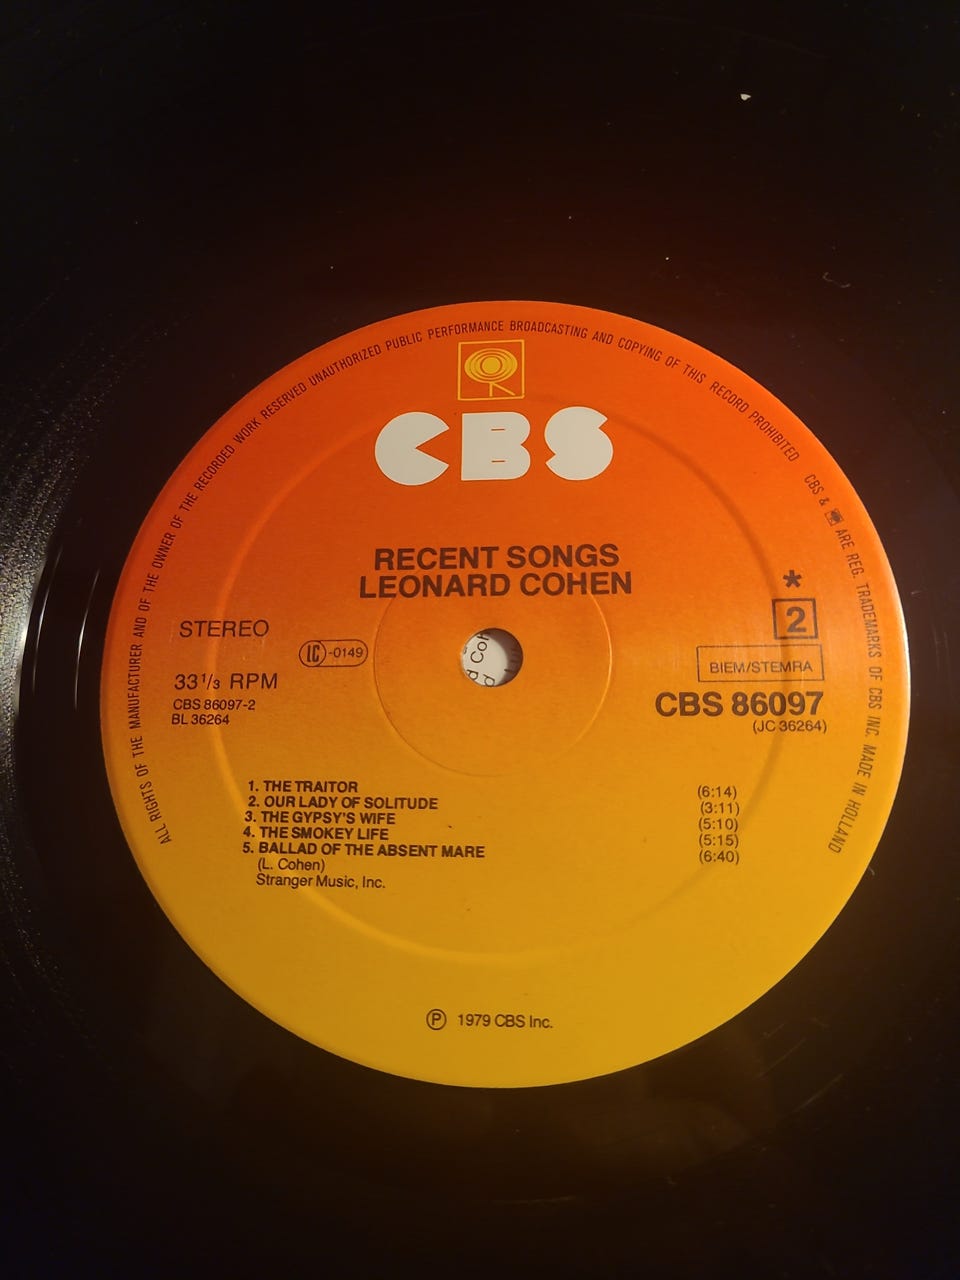 ALL RIGHTS OF THE MANUFACTURER AND OF THE OWNER OF THE RECORDED WORK RESERVED UNAUTHORIZED PUBLIC PERFORMANCE BROADCASTING AND COPYING OF THIS RECORD PROHIBITED CBS & ARE REG. TRADEMARKS OF CBS INC. MADE IN HOLLAND
CBS
RECENT SONGS
LEONARD COHEN
STEREO
LC-0149
33 1/3 RPM
CBS 86097-2
BL 36264
*
2
BIEM/STEMRA
CBS 86097
(JC 36264)
1. THE TRAITOR (6:14)
2. OUR LADY OF SOLITUDE (3:11)
3. THE GYPSY'S WIFE (5:10)
4. THE SMOKEY LIFE (5:15)
5. BALLAD OF THE ABSENT MARE (6:40)
(L. Cohen)
Stranger Music, Inc.
Ⓟ 1979 CBS Inc.